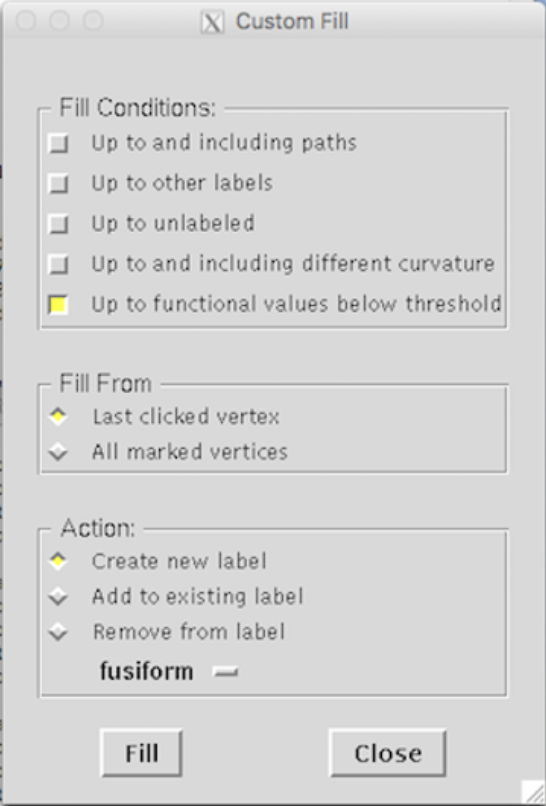 Custom Fill
Fill Conditions:
Up to and including paths
Up to other labels
Up to unlabeled
Up to and including different curvature
Up to functional values below threshold
Fill From
Last clicked vertex
All marked vertices
Action:
Create new label
Add to existing label
Remove from label
fusiform
Fill
Close